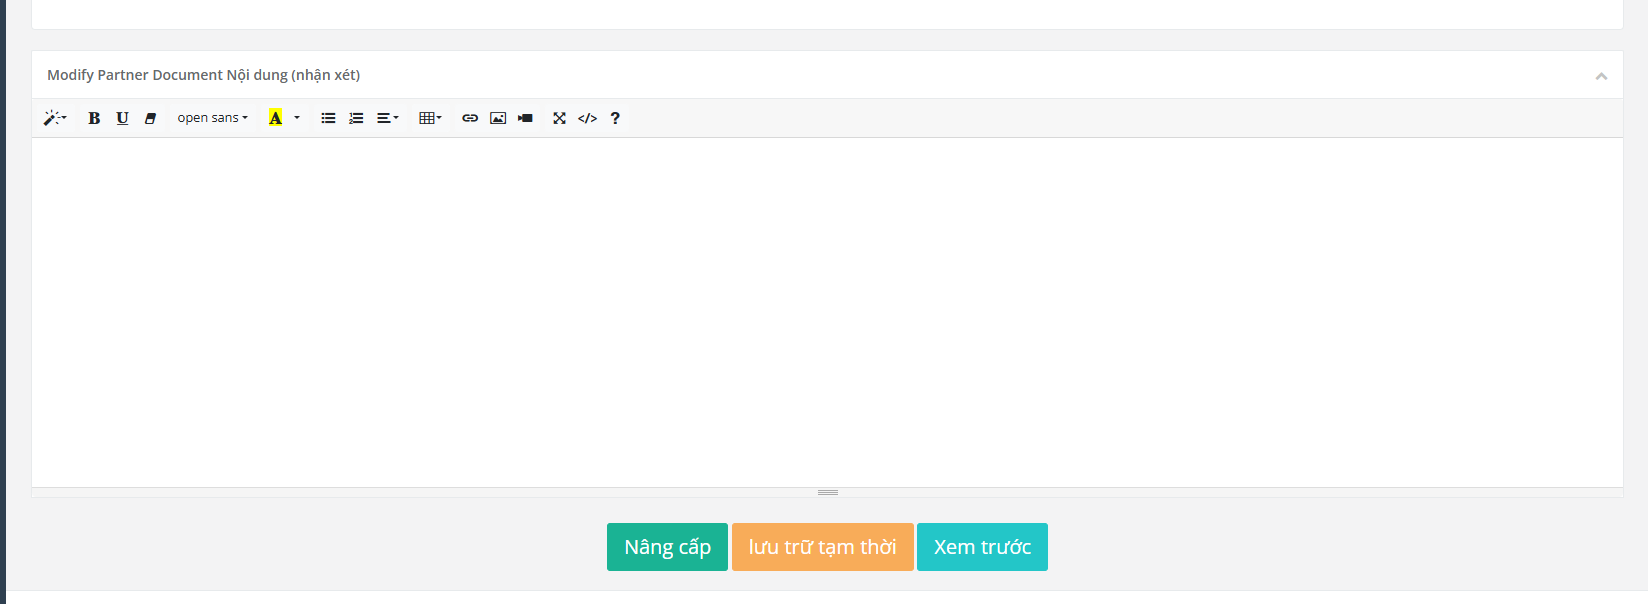 Modify Partner Document Nội dung (nhận xét)
B U open sans A </> ?
Nâng cấp lưu trữ tạm thời Xem trước